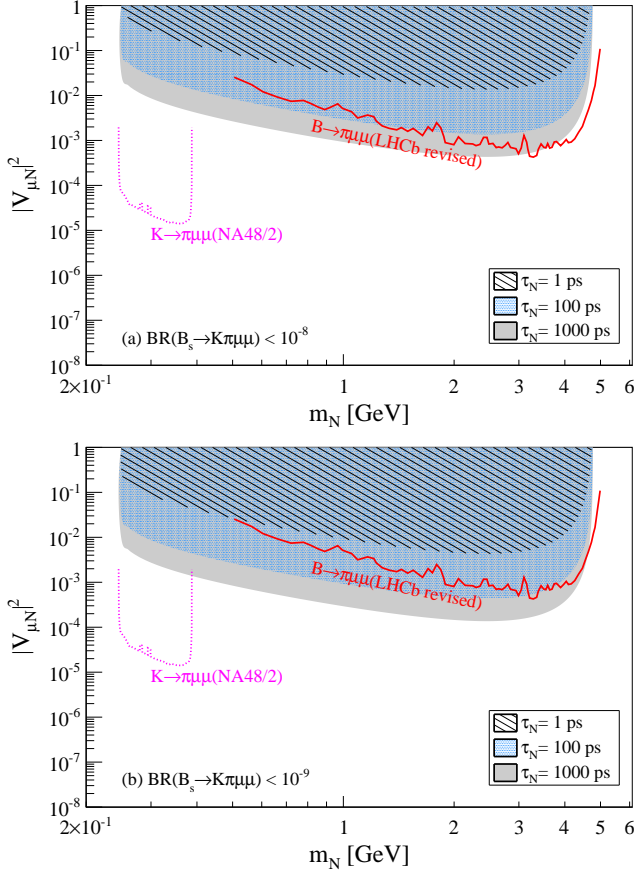 1
10⁻¹
10⁻²
10⁻³
10⁻⁴
10⁻⁵
10⁻⁶
10⁻⁷
10⁻⁸
|V_μN|²
B→πμμ(LHCb revised)
K→πμμ(NA48/2)
τ_N= 1 ps
τ_N= 100 ps
τ_N= 1000 ps
(a) BR(B_s→Kπμμ) < 10⁻⁸
2×10⁻¹ 1 2 3 4 5 6
m_N [GeV]
1
10⁻¹
10⁻²
10⁻³
10⁻⁴
10⁻⁵
10⁻⁶
10⁻⁷
10⁻⁸
|V_μN|²
B→πμμ(LHCb revised)
K→πμμ(NA48/2)
τ_N= 1 ps
τ_N= 100 ps
τ_N= 1000 ps
(b) BR(B_s→Kπμμ) < 10⁻⁹
2×10⁻¹ 1 2 3 4 5 6
m_N [GeV]